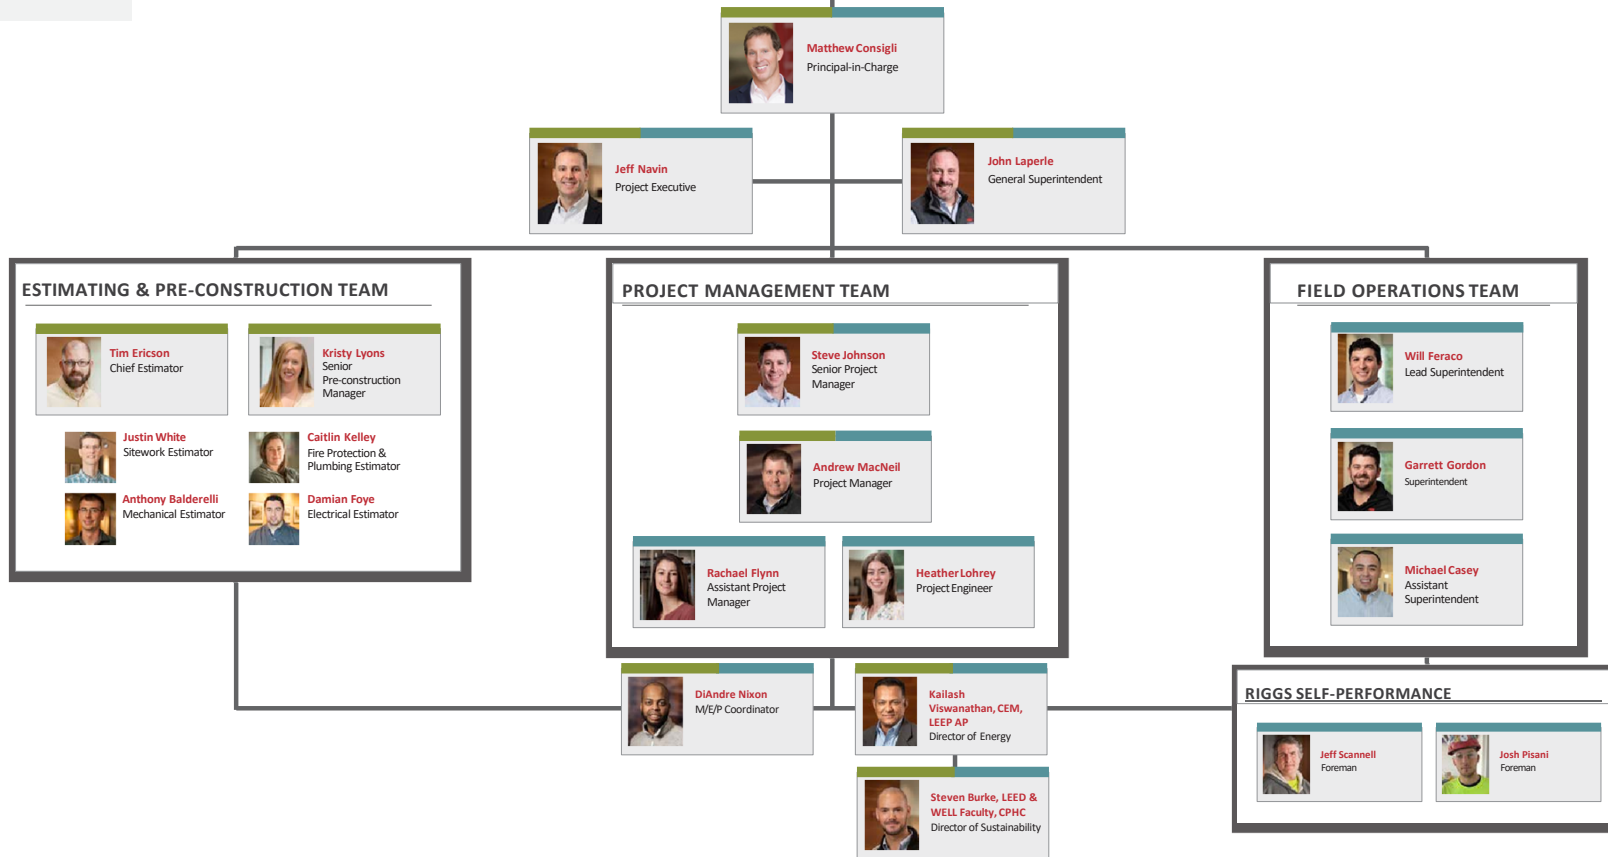 Matthew Consigli
Principal-in-Charge
Jeff Navin
Project Executive
John Laperle
General Superintendent
ESTIMATING & PRE-CONSTRUCTION TEAM
Tim Ericson
Chief Estimator
Kristy Lyons
Senior
Pre-construction
Manager
Justin White
Sitework Estimator
Caitlin Kelley
Fire Protection &
Plumbing Estimator
Anthony Balderelli
Mechanical Estimator
Damian Foye
Electrical Estimator
PROJECT MANAGEMENT TEAM
Steve Johnson
Senior Project
Manager
Andrew MacNeil
Project Manager
Rachael Flynn
Assistant Project
Manager
Heather Lohrey
Project Engineer
FIELD OPERATIONS TEAM
Will Feraco
Lead Superintendent
Garrett Gordon
Superintendent
Michael Casey
Assistant
Superintendent
DiAndre Nixon
M/E/P Coordinator
Kailash
Viswanathan, CEM,
LEEP AP
Director of Energy
Steven Burke, LEED &
WELL Faculty, CPHC
Director of Sustainability
RIGGS SELF-PERFORMANCE
Jeff Scannell
Foreman
Josh Pisani
Foreman